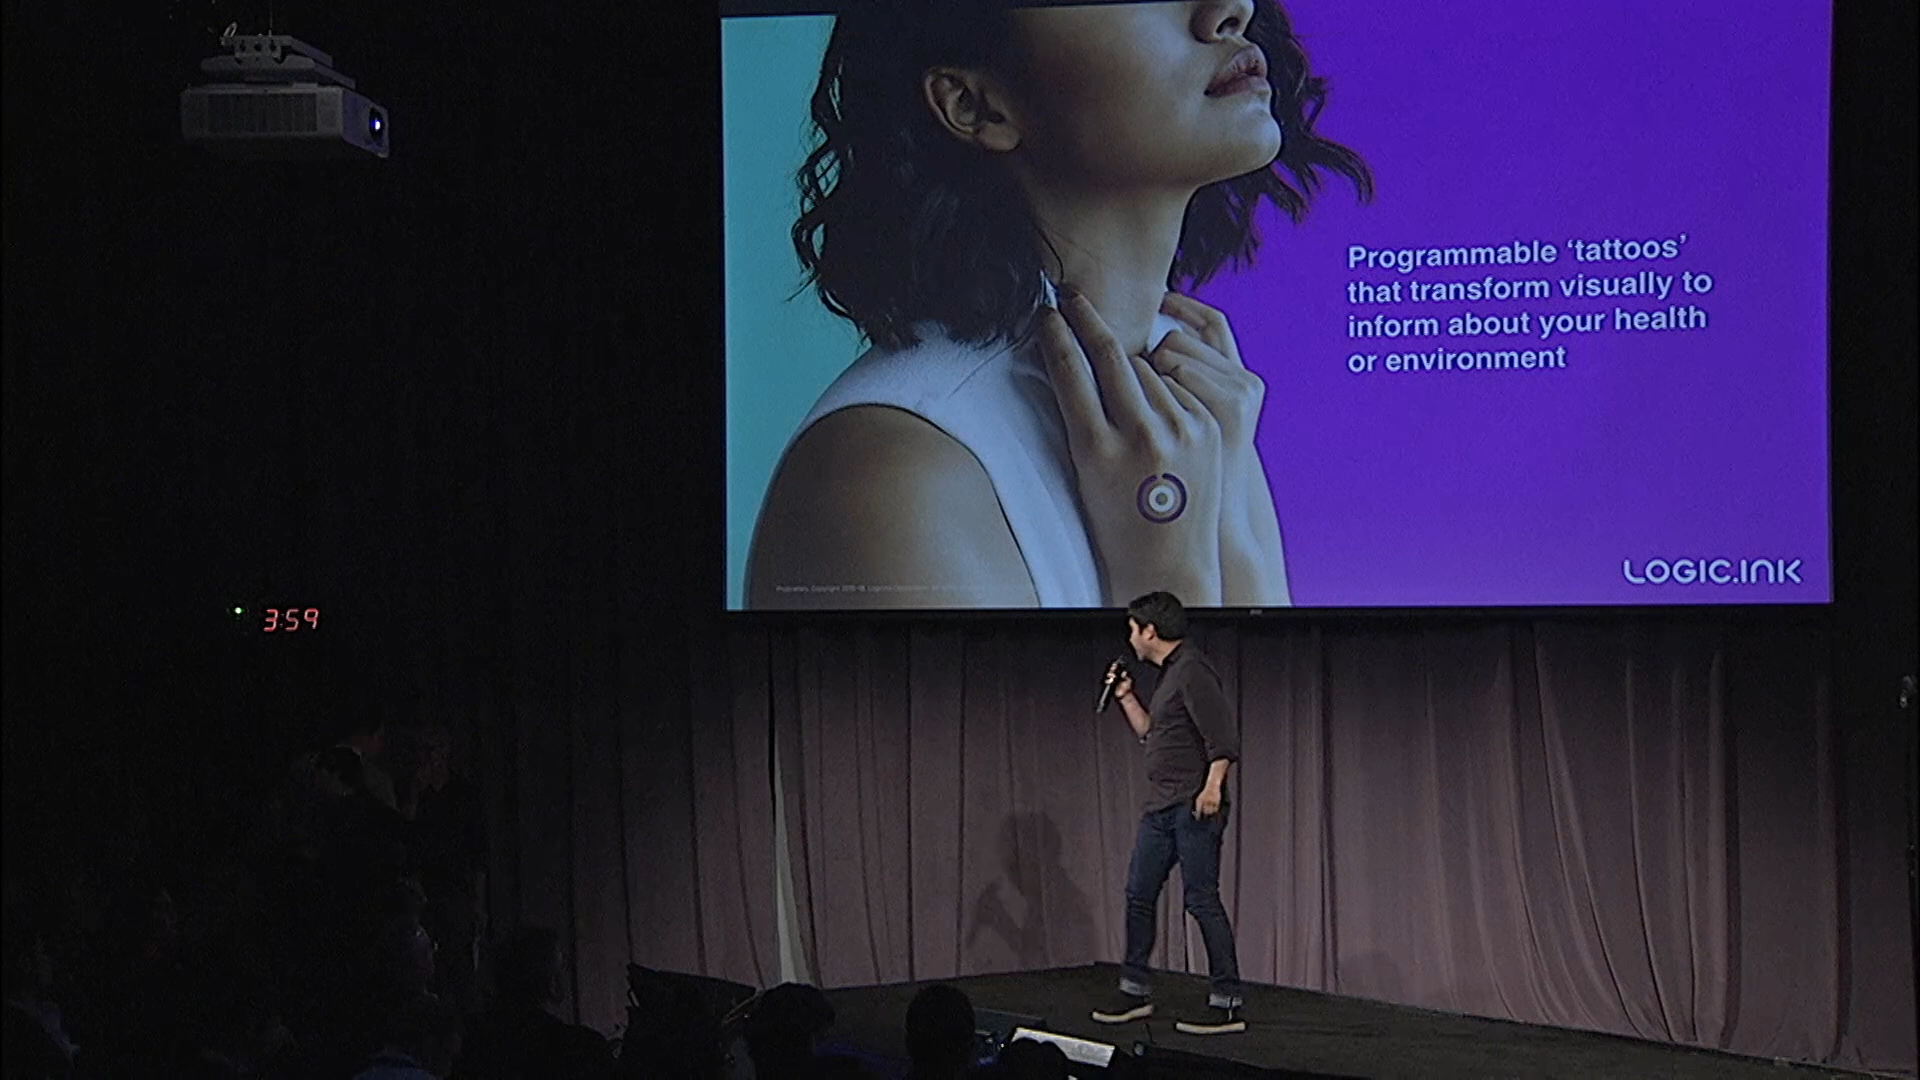 Programmable ‘tattoos’
that transform visually to
inform about your health
or environment
LOGIC.INK
3:59